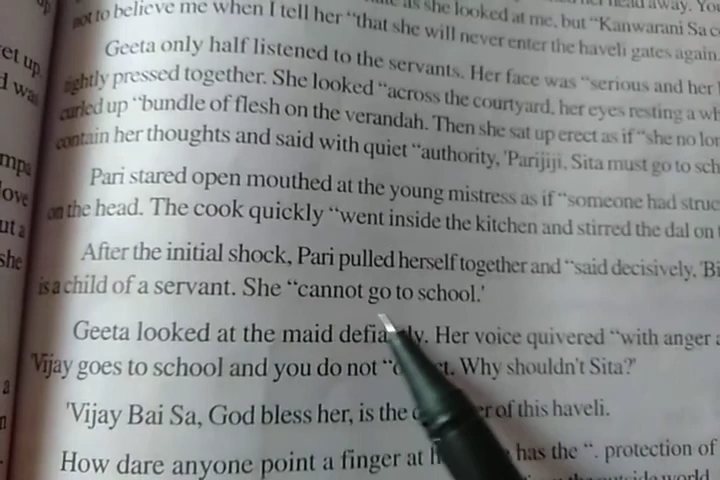 as she looked at me, but “Kanwarani Sa
not to believe me when I tell her “that she will never enter the haveli gates again.
Geeta only half listened to the servants. Her face was “serious and her
tightly pressed together. She looked “across the courtyard, her eyes resting a
curled up “bundle of flesh on the verandah. Then she sat up erect as if “she no
contain her thoughts and said with quiet “authority, 'Parijiji, Sita must go to
Pari stared open mouthed at the young mistress as if “someone had
on the head. The cook quickly “went inside the kitchen and stirred the dal on
After the initial shock, Pari pulled herself together and “said decisively,
is a child of a servant. She “cannot go to school.'
Geeta looked at the maid Her voice quivered “with anger
'Vijay goes to school and you do not Why shouldn't Sita?'
'Vijay Bai Sa, God bless her, is the of this haveli.
How dare anyone point a finger at has the “. protection of